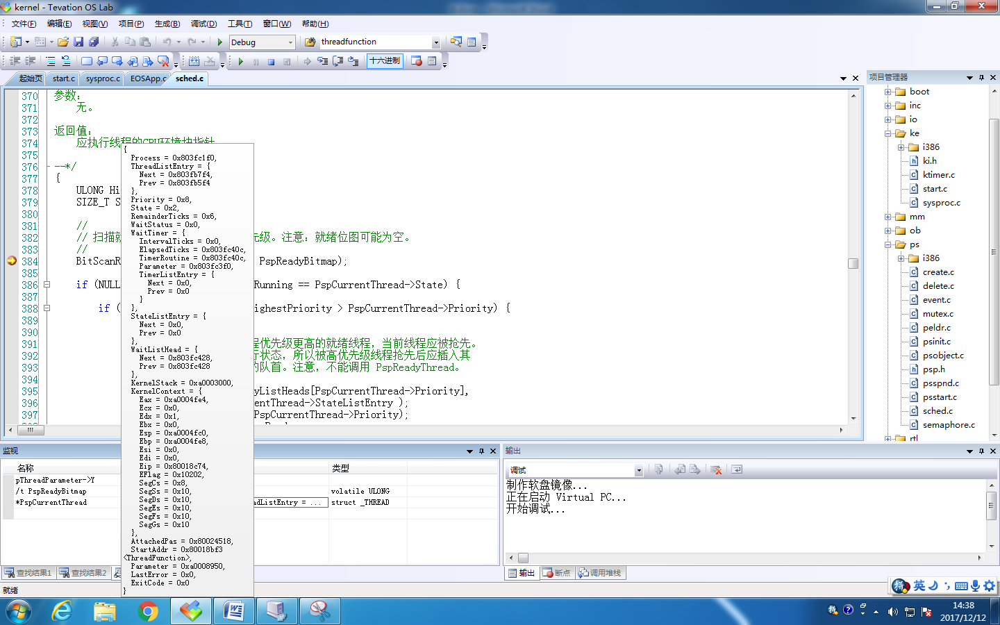 kernel - Tevation OS Lab
文件(F) 编辑(E) 视图(V) 项目(P) 生成(B) 调试(D) 工具(T) 窗口(W) 帮助(H)
Debug threadfunction
十六进制
起始页 start.c sysproc.c EOSApp.c sched.c
项目管理器
370 参数:
371 无。
372
373 返回值:
374 应执行线程的CPU环境块指针
375
376 --*/
377 {
378 ULONG Hi
379 SIZE_T S
380
381 //
382 // 扫描就 先级。注意: 就绪位图可能为空。
383 //
384 BitScanR PspReadyBitmap);
385
386 if (NULL Running == PspCurrentThread->State) {
387
388 if ( ighestPriority > PspCurrentThread->Priority) {
389
390
391 程优先级更高的就绪线程, 当前线程应被抢先。
392 行状态, 所以被高优先级线程抢先后应插入其
393 的队首。注意, 不能调用 PspReadyThread。
394
395 yListHeads[PspCurrentThread->Priority],
396 entThread->StateListEntry );
397 PspCurrentThread->Priority);
{
Process = 0x803fc1f0,
ThreadListEntry = {
Next = 0x803fb7f4,
Prev = 0x803fb5f4
},
Priority = 0x8,
State = 0x2,
RemainderTicks = 0x6,
WaitStatus = 0x0,
WaitTimer = {
IntervalTicks = 0x0,
ElapsedTicks = 0x803fc40c,
TimerRoutine = 0x803fc40c,
Parameter = 0x803fc3f0,
TimerListEntry = {
Next = 0x0,
Prev = 0x0
}
},
StateListEntry = {
Next = 0x0,
Prev = 0x0
},
WaitListHead = {
Next = 0x803fc428,
Prev = 0x803fc428
},
KernelStack = 0xa0003000,
KernelContext = {
Eax = 0xa0004fe4,
Ecx = 0x0,
Edx = 0x1,
Ebx = 0x0,
Esp = 0xa0004fc0,
Ebp = 0xa0004fe8,
Esi = 0x0,
Edi = 0x0,
Eip = 0x80018c74,
EFlag = 0x10202,
SegCs = 0x8,
SegSs = 0x10,
SegDs = 0x10,
SegEs = 0x10,
SegFs = 0x10,
SegGs = 0x10
},
AttachedPas = 0x80024518,
StartAddr = 0x80018bf3
<ThreadFunction>,
Parameter = 0xa0008950,
LastError = 0x0,
ExitCode = 0x0
}
boot
inc
io
ke
i386
ki.h
ktimer.c
start.c
sysproc.c
mm
ob
ps
i386
create.c
delete.c
event.c
mutex.c
peldr.c
psinit.c
psobject.c
psp.h
psspnd.c
psstart.c
sched.c
semaphore.c
rtl
监视
名称 类型
pThreadParameter->Y
/t PspReadyBitmap volatile ULONG
*PspCurrentThread adListEntry = ... struct _THREAD
查找结果1 查找结果2
输出
调试
制作软盘镜像...
正在启动 Virtual PC...
开始调试...
输出 断点 调用堆栈
就绪
英
14:38
2017/12/12